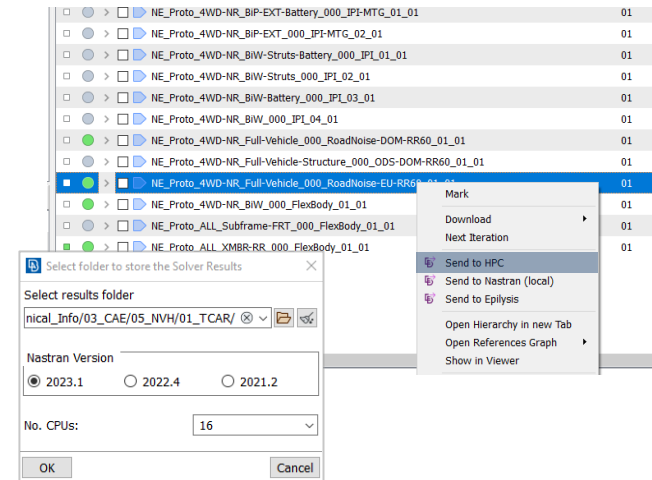 NE_Proto_4WD-NR_BiP-EXT-Battery_000_IPI-MTG_01_01 01
NE_Proto_4WD-NR_BiP-EXT_000_IPI-MTG_02_01 01
NE_Proto_4WD-NR_BiW-Struts-Battery_000_IPI_01_01 01
NE_Proto_4WD-NR_BiW-Struts_000_IPI_02_01 01
NE_Proto_4WD-NR_BiW-Battery_000_IPI_03_01 01
NE_Proto_4WD-NR_BiW_000_IPI_04_01 01
NE_Proto_4WD-NR_Full-Vehicle_000_RoadNoise-DOM-RR60_01_01 01
NE_Proto_4WD-NR_Full-Vehicle-Structure_000_ODS-DOM-RR60_01_01 01
NE_Proto_4WD-NR_Full-Vehicle_000_RoadNoise-EU-RR60_01_01 01
NE_Proto_4WD-NR_BiW_000_FlexBody_01_01 01
NE_Proto_ALL_Subframe-FRT_000_FlexBody_01_01 01
NE_Proto_ALL_XMBR-RR_000_FlexBody_01_01 01
Mark
Download
Next Iteration
Send to HPC
Send to Nastran (local)
Send to Epilysis
Open Hierarchy in new Tab
Open References Graph
Show in Viewer
Select folder to store the Solver Results
Select results folder
nical_Info/03_CAE/05_NVH/01_TCAR/
Nastran Version
2023.1 2022.4 2021.2
No. CPUs: 16
OK Cancel